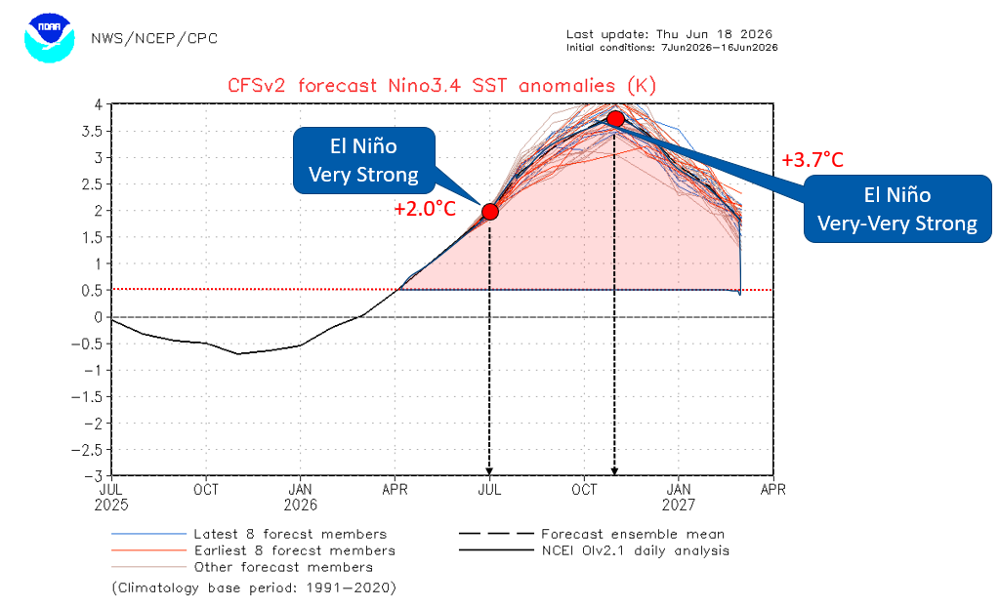 NOAA
NWS/NCEP/CPC
Last update: Thu Jun 18 2026
Initial conditions: 7Jun2026–16Jun2026
CFSv2 forecast Nino3.4 SST anomalies (K)
4
3.5
3
2.5
2
1.5
1
0.5
0
−0.5
−1
−1.5
−2
−2.5
−3
El Niño
Very Strong
+2.0°C
+3.7°C
El Niño
Very-Very Strong
JUL OCT JAN APR JUL OCT JAN APR
2025 2026 2027
Latest 8 forecst members
Earliest 8 forecst members
Other forecast members
(Climatology base period: 1991–2020)
Forecast ensemble mean
NCEI OIv2.1 daily analysis